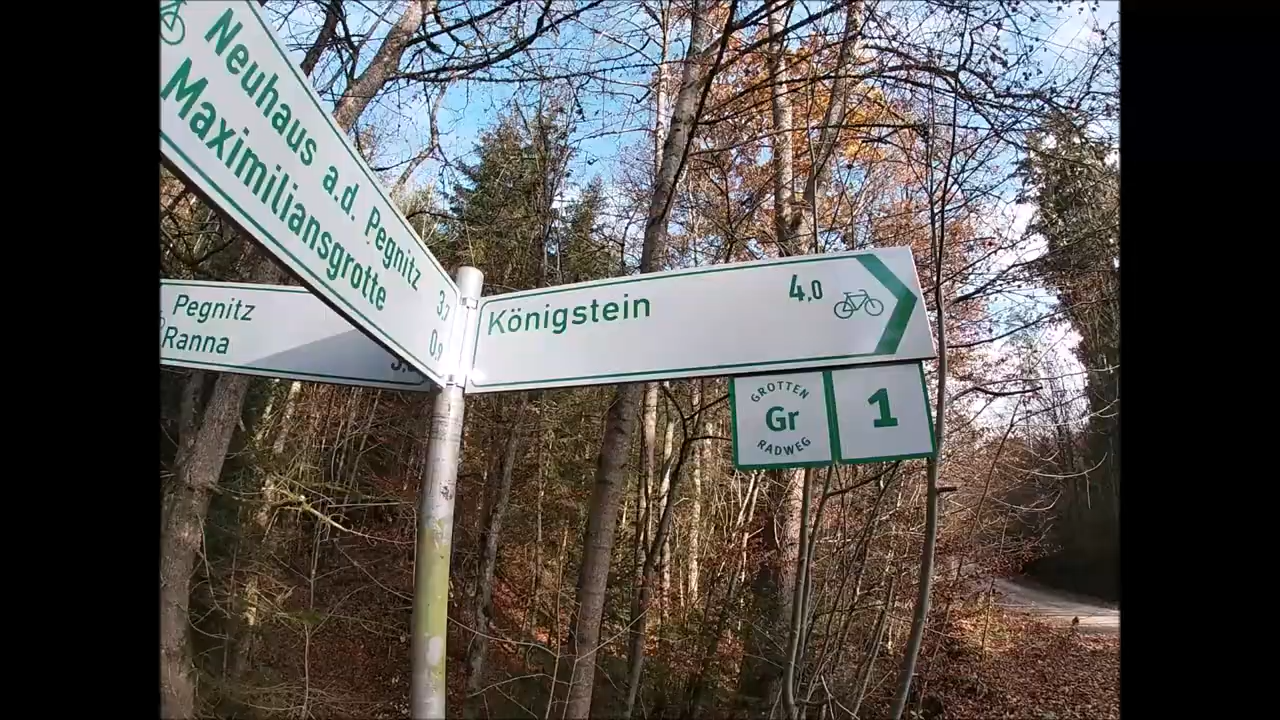 Neuhaus a.d. Pegnitz 3,7
Maximiliansgrotte 0,9
Pegnitz
Ranna
Königstein 4,0
GROTTEN
Gr
RADWEG
1